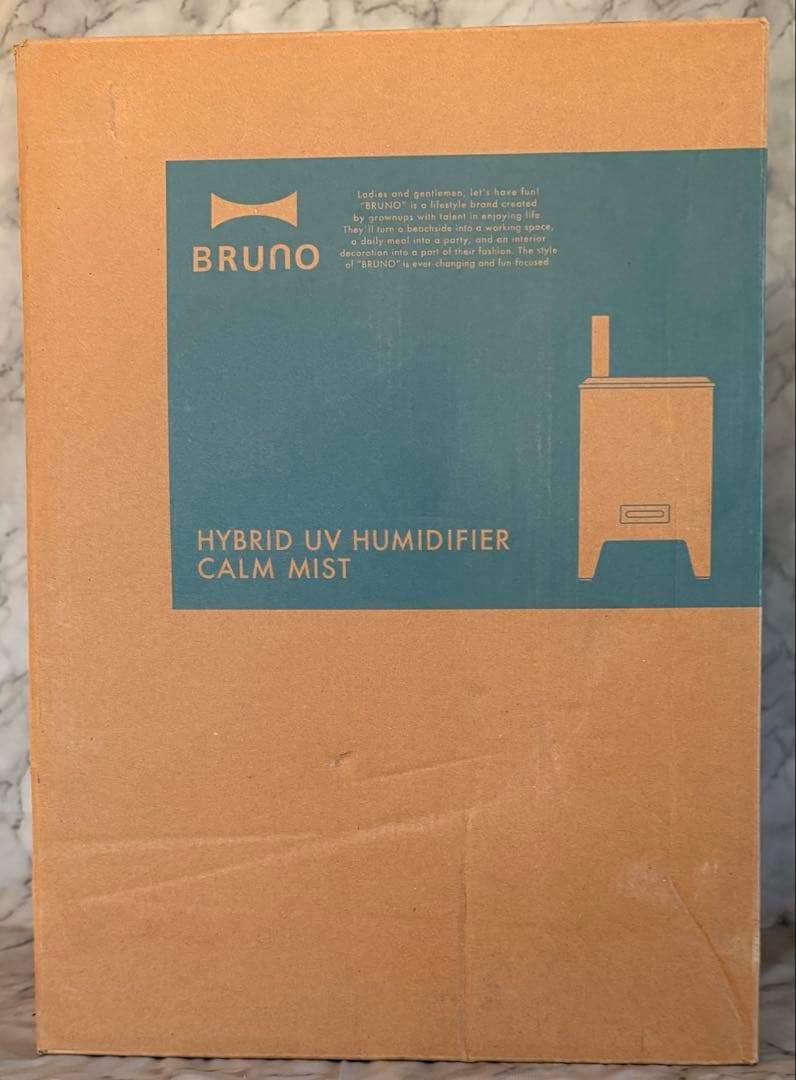 BRUNO
Ladies and gentlemen, let's have fun!
"BRUNO" is a lifestyle brand created
by grownups with talent in enjoying life.
They'll turn a beachside into a working space,
a daily meal into a party, and an interior
decoration into a part of their fashion. The style
of "BRUNO" is ever-changing and fun-focused.
HYBRID UV HUMIDIFIER
CALM MIST